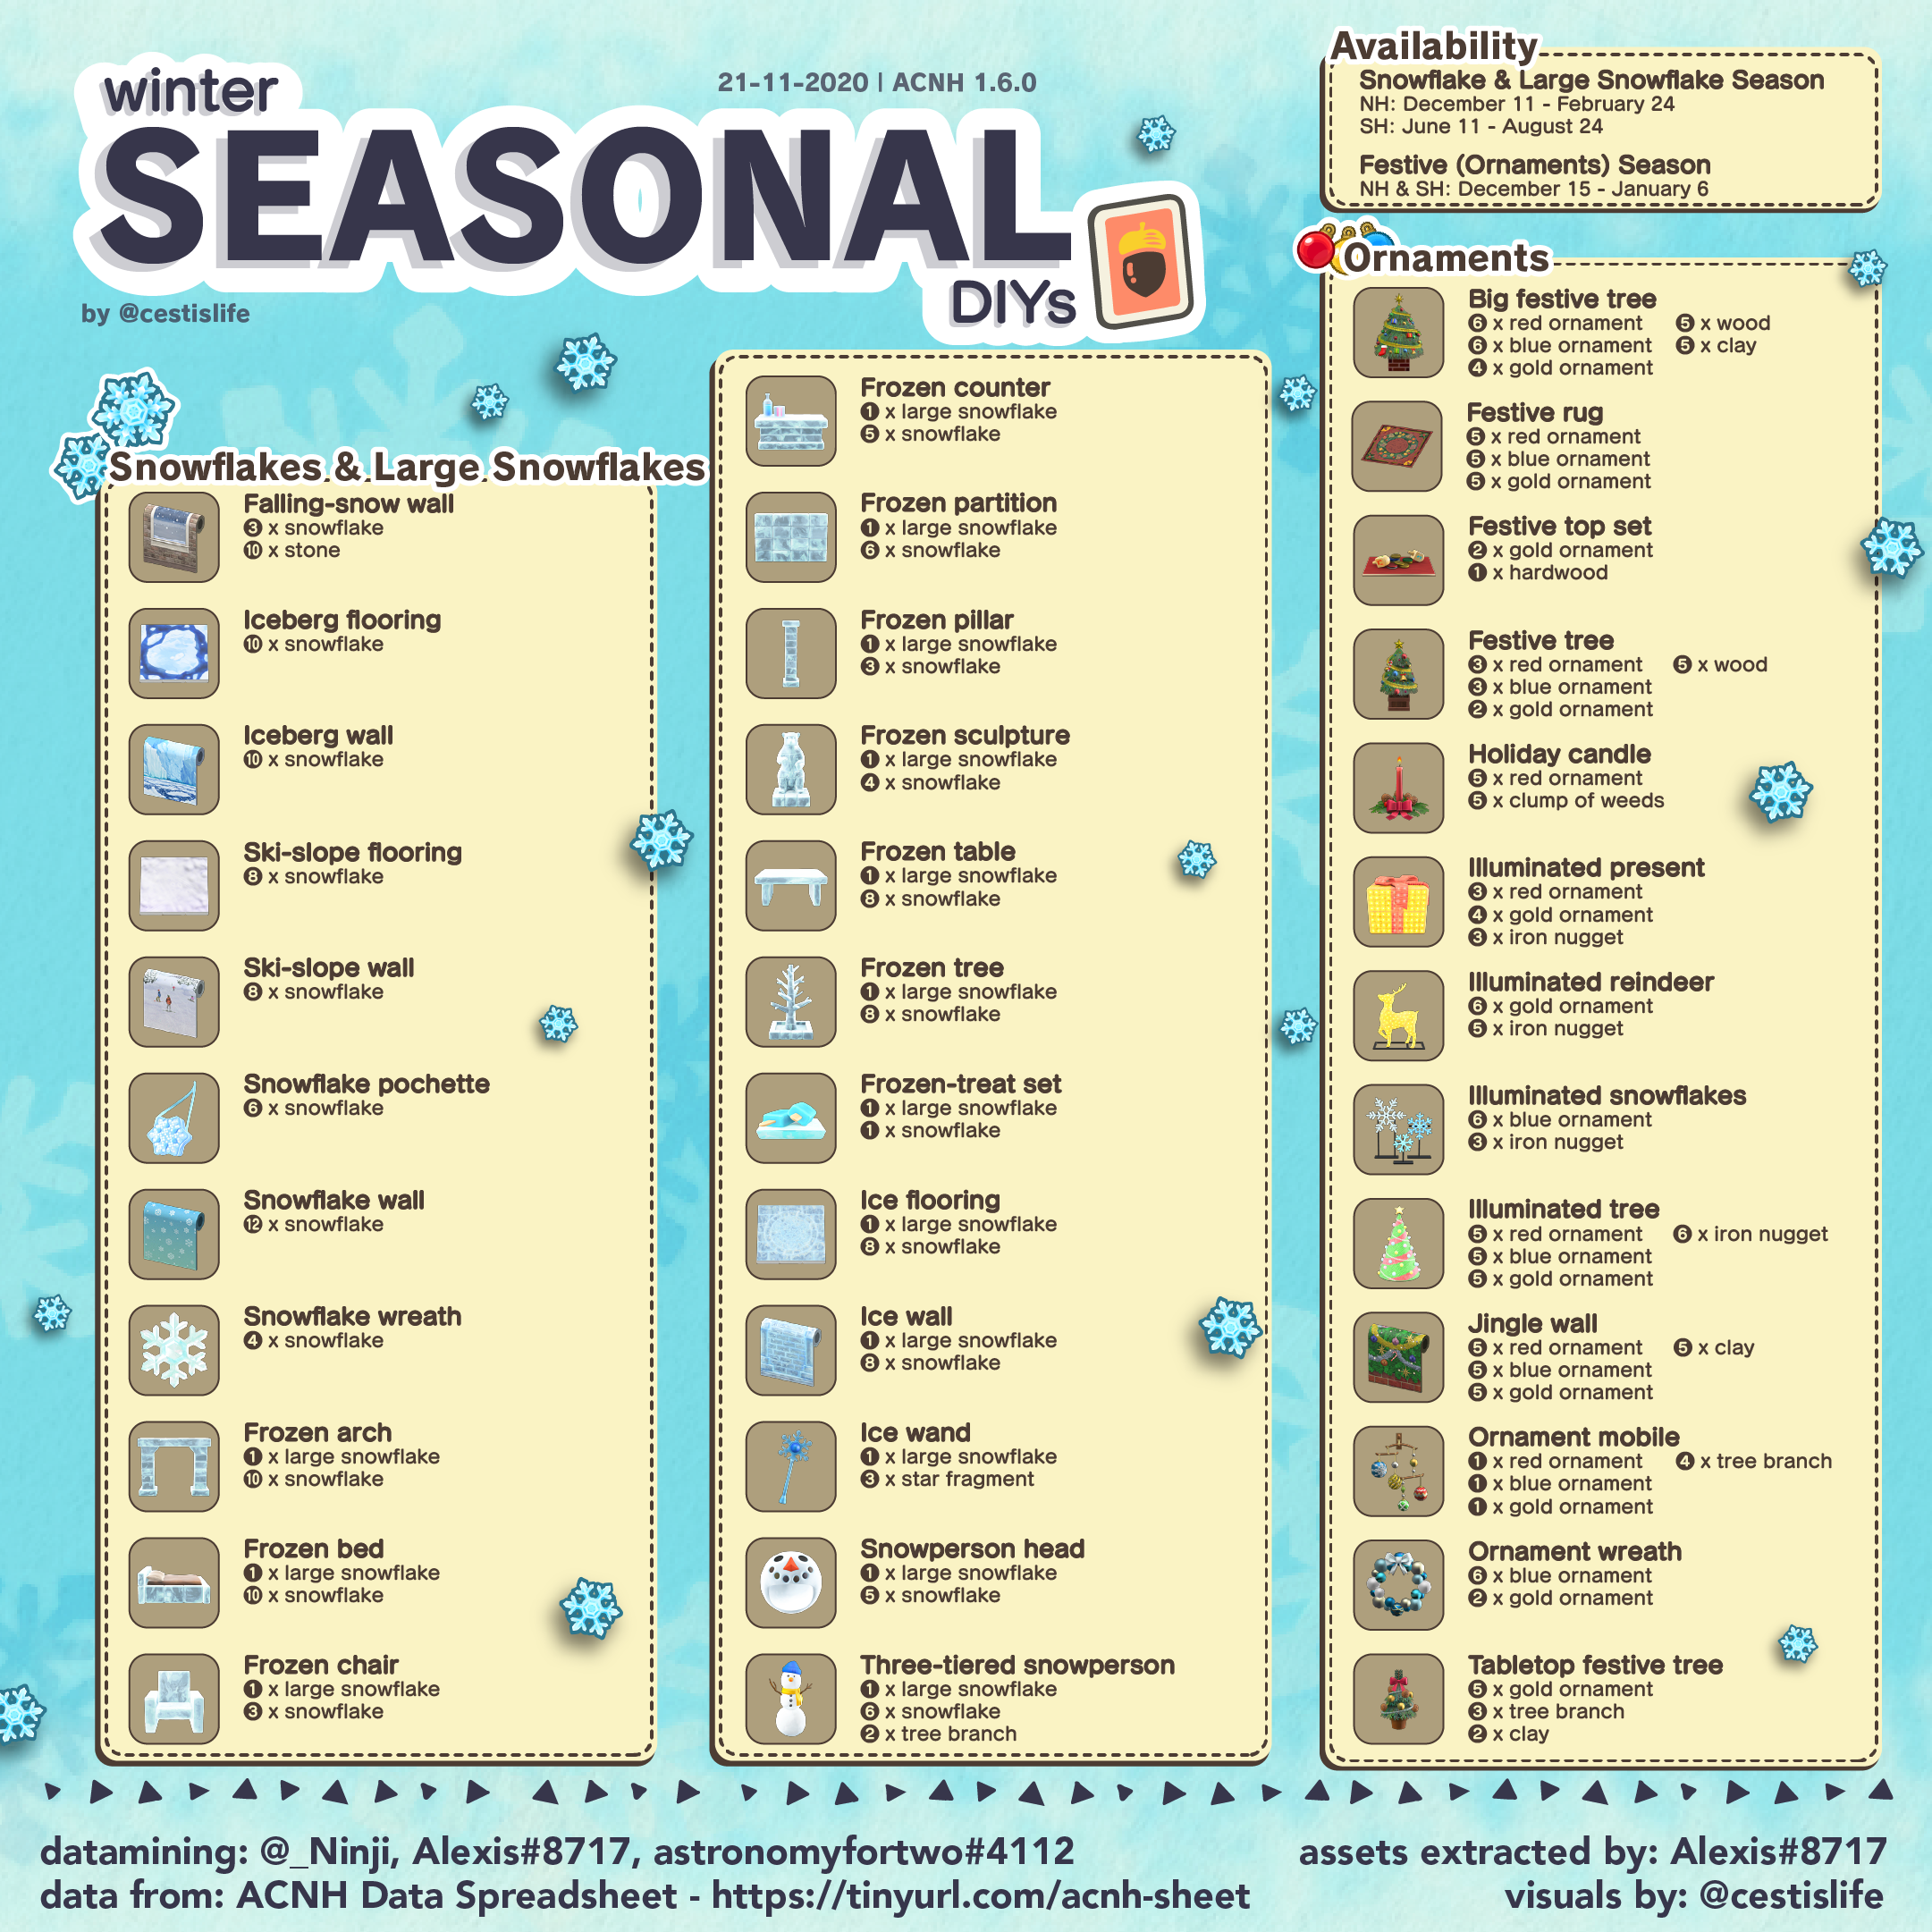 winter
SEASONAL
DIYs
21-11-2020 | ACNH 1.6.0
by @cestislife
Availability
Snowflake & Large Snowflake Season
NH: December 11 - February 24
SH: June 11 - August 24
Festive (Ornaments) Season
NH & SH: December 15 - January 6
Snowflakes & Large Snowflakes
Falling-snow wall
3 x snowflake
10 x stone
Iceberg flooring
10 x snowflake
Iceberg wall
10 x snowflake
Ski-slope flooring
8 x snowflake
Ski-slope wall
8 x snowflake
Snowflake pochette
6 x snowflake
Snowflake wall
12 x snowflake
Snowflake wreath
4 x snowflake
Frozen arch
1 x large snowflake
10 x snowflake
Frozen bed
1 x large snowflake
10 x snowflake
Frozen chair
1 x large snowflake
3 x snowflake
Frozen counter
1 x large snowflake
5 x snowflake
Frozen partition
1 x large snowflake
6 x snowflake
Frozen pillar
1 x large snowflake
3 x snowflake
Frozen sculpture
1 x large snowflake
4 x snowflake
Frozen table
1 x large snowflake
8 x snowflake
Frozen tree
1 x large snowflake
8 x snowflake
Frozen-treat set
1 x large snowflake
1 x snowflake
Ice flooring
1 x large snowflake
8 x snowflake
Ice wall
1 x large snowflake
8 x snowflake
Ice wand
1 x large snowflake
3 x star fragment
Snowperson head
1 x large snowflake
5 x snowflake
Three-tiered snowperson
1 x large snowflake
6 x snowflake
2 x tree branch
Ornaments
Big festive tree
6 x red ornament 5 x wood
6 x blue ornament 5 x clay
4 x gold ornament
Festive rug
5 x red ornament
5 x blue ornament
5 x gold ornament
Festive top set
2 x gold ornament
1 x hardwood
Festive tree
3 x red ornament 5 x wood
3 x blue ornament
2 x gold ornament
Holiday candle
5 x red ornament
5 x clump of weeds
Illuminated present
3 x red ornament
4 x gold ornament
3 x iron nugget
Illuminated reindeer
6 x gold ornament
5 x iron nugget
Illuminated snowflakes
6 x blue ornament
3 x iron nugget
Illuminated tree
5 x red ornament 6 x iron nugget
5 x blue ornament
5 x gold ornament
Jingle wall
5 x red ornament 5 x clay
5 x blue ornament
5 x gold ornament
Ornament mobile
1 x red ornament 4 x tree branch
1 x blue ornament
1 x gold ornament
Ornament wreath
6 x blue ornament
2 x gold ornament
Tabletop festive tree
5 x gold ornament
3 x tree branch
2 x clay
datamining: @_Ninji, Alexis#8717, astronomyfortwo#4112
data from: ACNH Data Spreadsheet - https://tinyurl.com/acnh-sheet
assets extracted by: Alexis#8717
visuals by: @cestislife